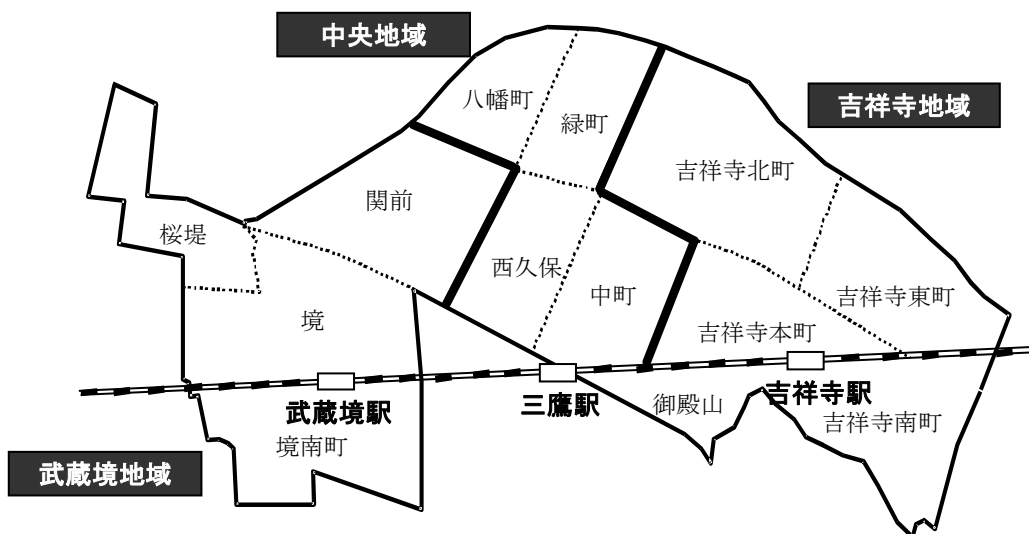 中央地域
吉祥寺地域
八幡町
緑町
吉祥寺北町
関前
桜堤
西久保
中町
吉祥寺東町
境
吉祥寺本町
武蔵境駅
三鷹駅
御殿山
吉祥寺駅
吉祥寺南町
境南町
武蔵境地域